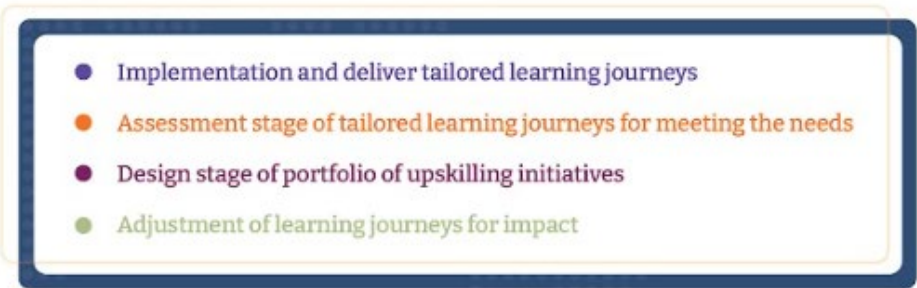 Implementation and deliver tailored learning journeys
Assessment stage of tailored learning journeys for meeting the needs
Design stage of portfolio of upskilling initiatives
Adjustment of learning journeys for impact